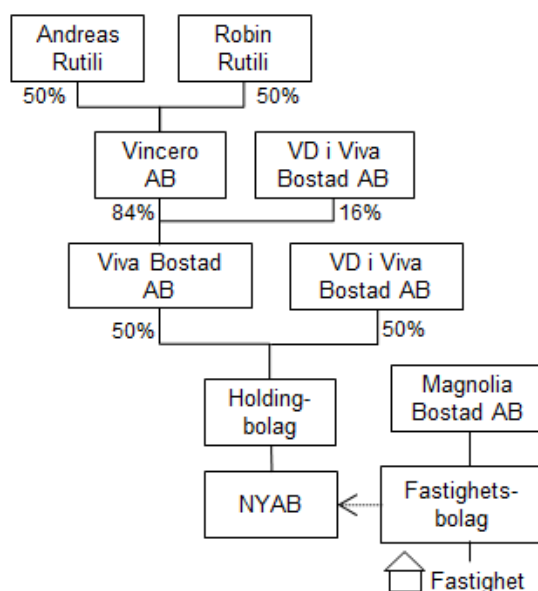 Andreas
Rutili
Robin
Rutili
50%
50%
Vincero
AB
VD i Viva
Bostad AB
84%
16%
Viva Bostad
AB
VD i Viva
Bostad AB
50%
50%
Holding-
bolag
Magnolia
Bostad AB
NYAB
Fastighets-
bolag
Fastighet